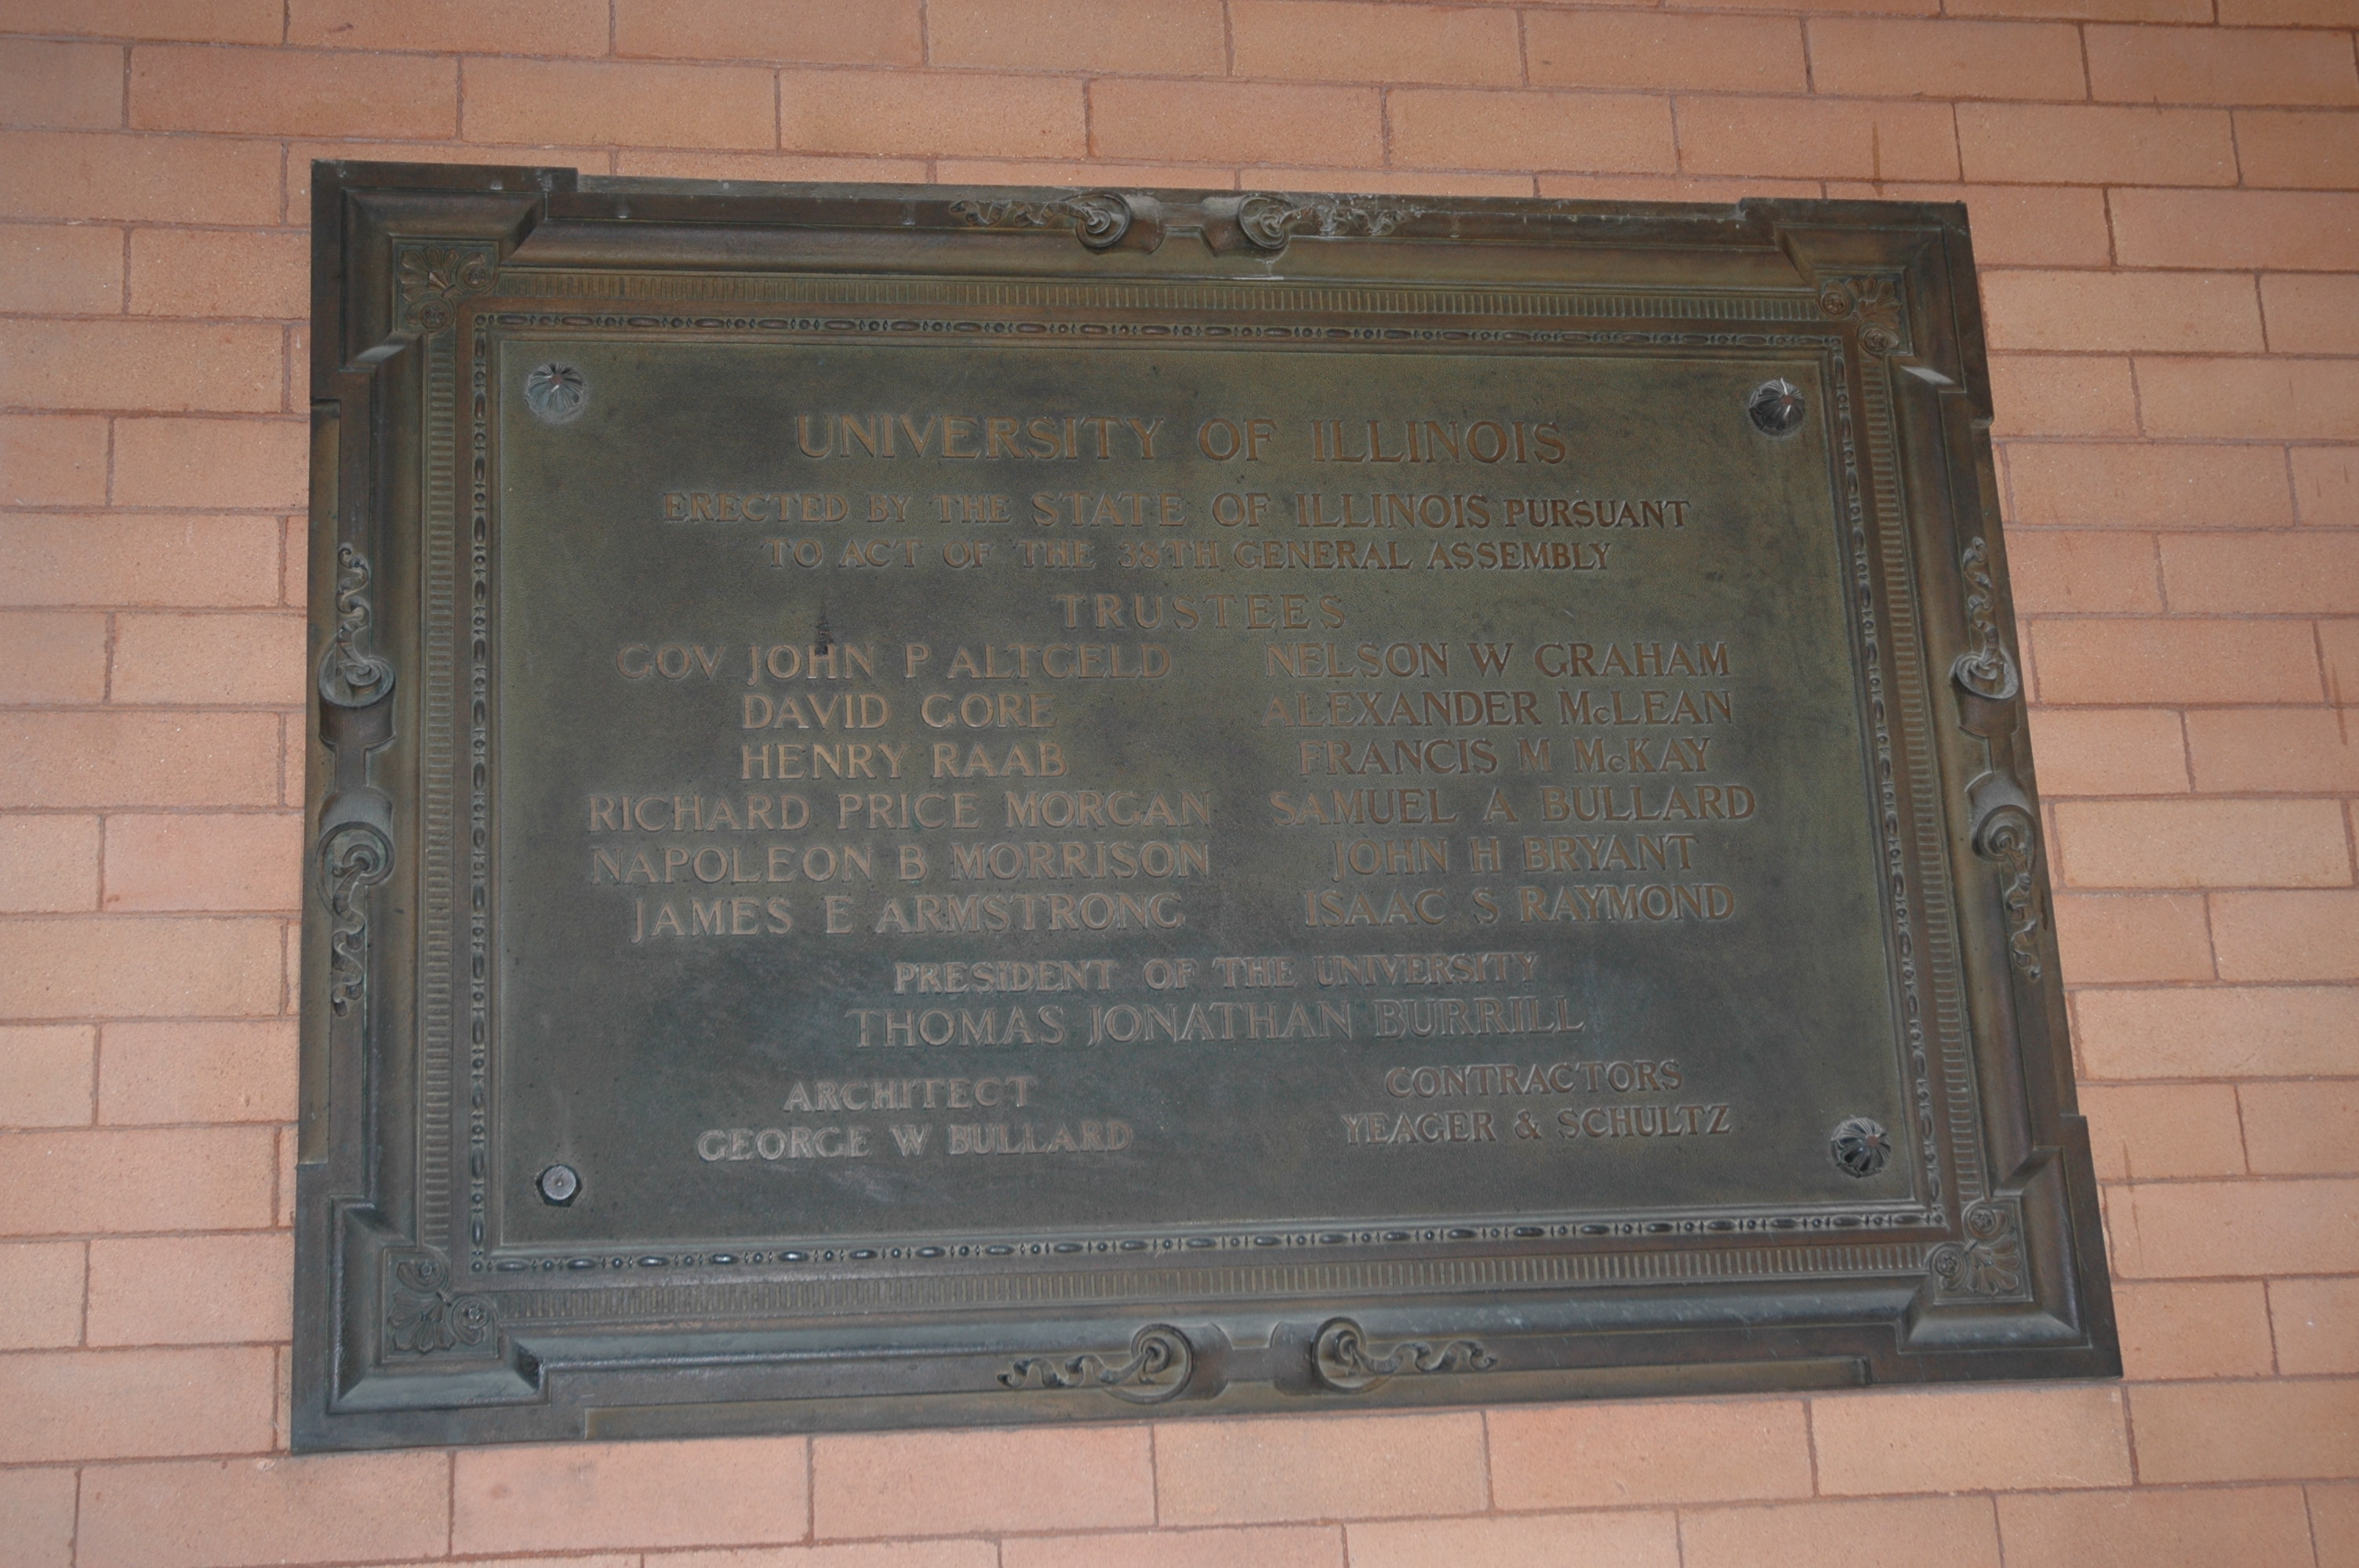 UNIVERSITY OF ILLINOIS
ERECTED BY THE STATE OF ILLINOIS PURSUANT
TO ACT OF THE 38TH GENERAL ASSEMBLY
TRUSTEES
GOV JOHN P ALTGELD NELSON W GRAHAM
DAVID GORE ALEXANDER McLEAN
HENRY RAAB FRANCIS M McKAY
RICHARD PRICE MORGAN SAMUEL A BULLARD
NAPOLEON B MORRISON JOHN H BRYANT
JAMES E ARMSTRONG ISAAC S RAYMOND
PRESIDENT OF THE UNIVERSITY
THOMAS JONATHAN BURRILL
ARCHITECT CONTRACTORS
GEORGE W BULLARD YEAGER & SCHULTZ